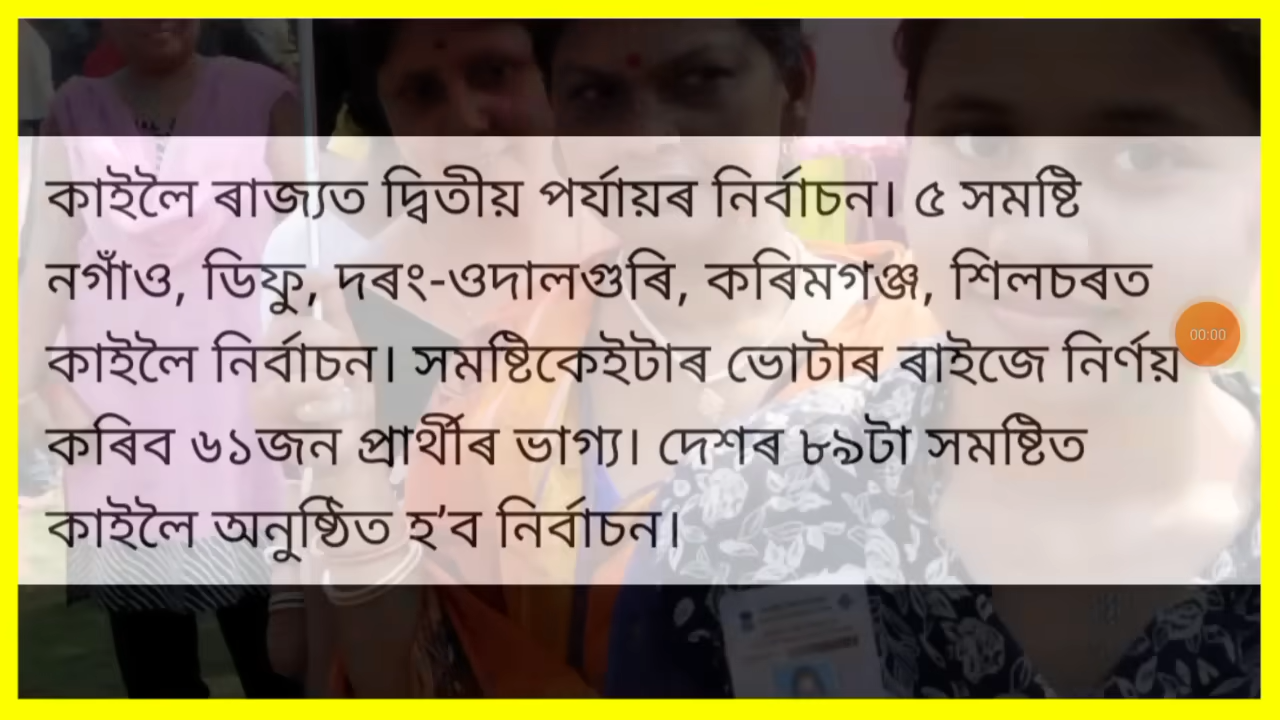 কাইলৈ ৰাজ্যত দ্বিতীয় পৰ্যায়ৰ নিৰ্বাচন। ৫ সমষ্টি
নগাঁও, ডিফু, দৰং-ওদালগুৰি, কৰিমগঞ্জ, শিলচৰত
কাইলৈ নিৰ্বাচন। সমষ্টিকেইটাৰ ভোটাৰ ৰাইজে নিৰ্ণয়
কৰিব ৬১জন প্ৰাৰ্থীৰ ভাগ্য। দেশৰ ৮৯টা সমষ্টিত
কাইলৈ অনুষ্ঠিত হ'ব নিৰ্বাচন।
00:00